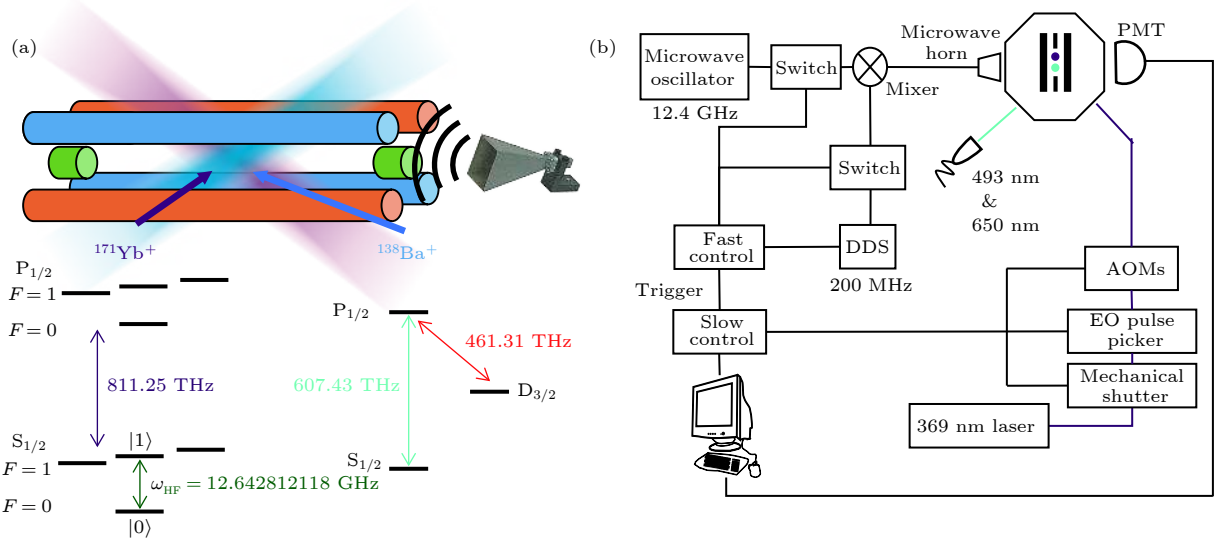 (a)
¹⁷¹Yb⁺
¹³⁸Ba⁺
P₁/₂
F = 1
F = 0
811.25 THz
S₁/₂
F = 1
F = 0
|1⟩
ω_HF = 12.642812118 GHz
|0⟩
P₁/₂
461.31 THz
607.43 THz
D₃/₂
S₁/₂
(b)
Microwave
oscillator
12.4 GHz
Switch
Mixer
Microwave
horn
PMT
Switch
493 nm
&
650 nm
Fast
control
DDS
200 MHz
Trigger
Slow
control
AOMs
EO pulse
picker
Mechanical
shutter
369 nm laser